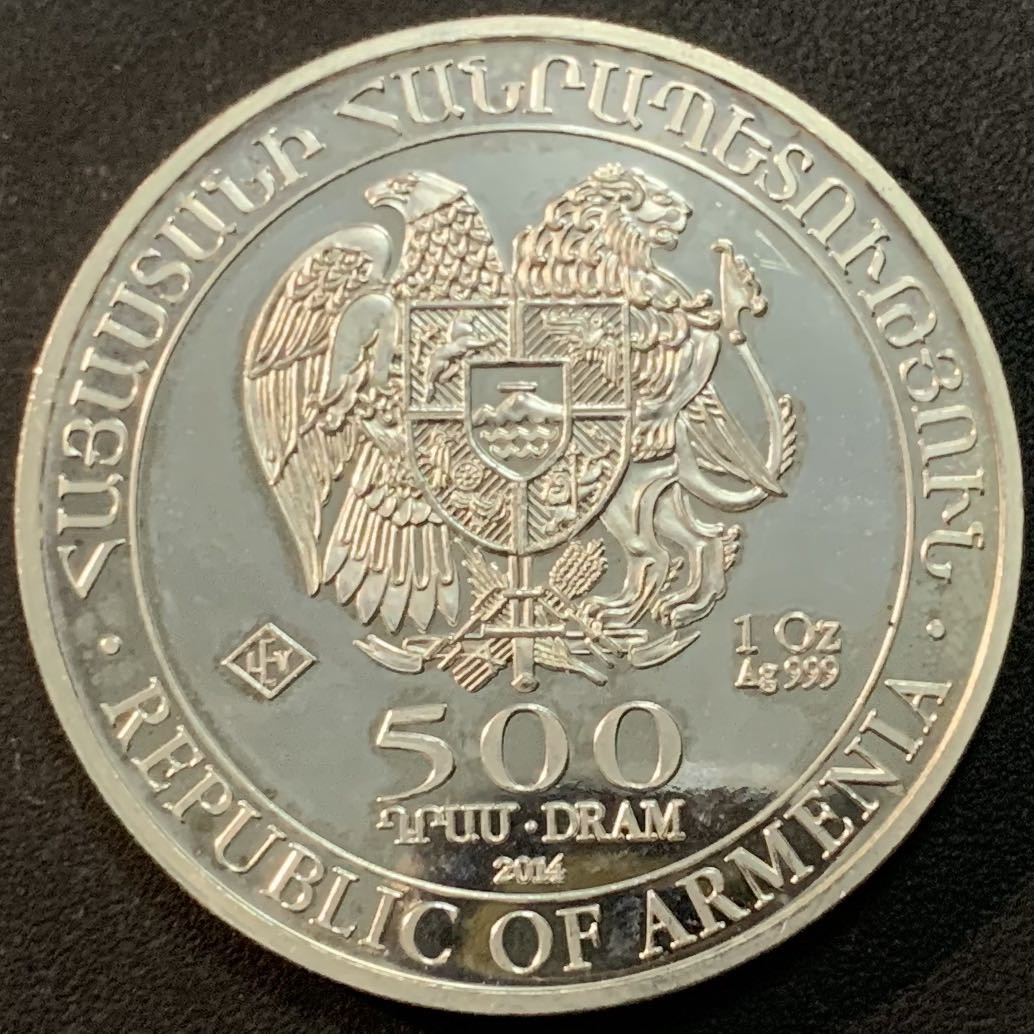 ՀԱՅԱՍՏԱՆԻ ՀԱՆՐԱՊԵՏՈՒԹՅՈՒՆ
1 Oz
Ag 999
500
ԴՐԱՄ · DRAM
2014
· REPUBLIC OF ARMENIA ·